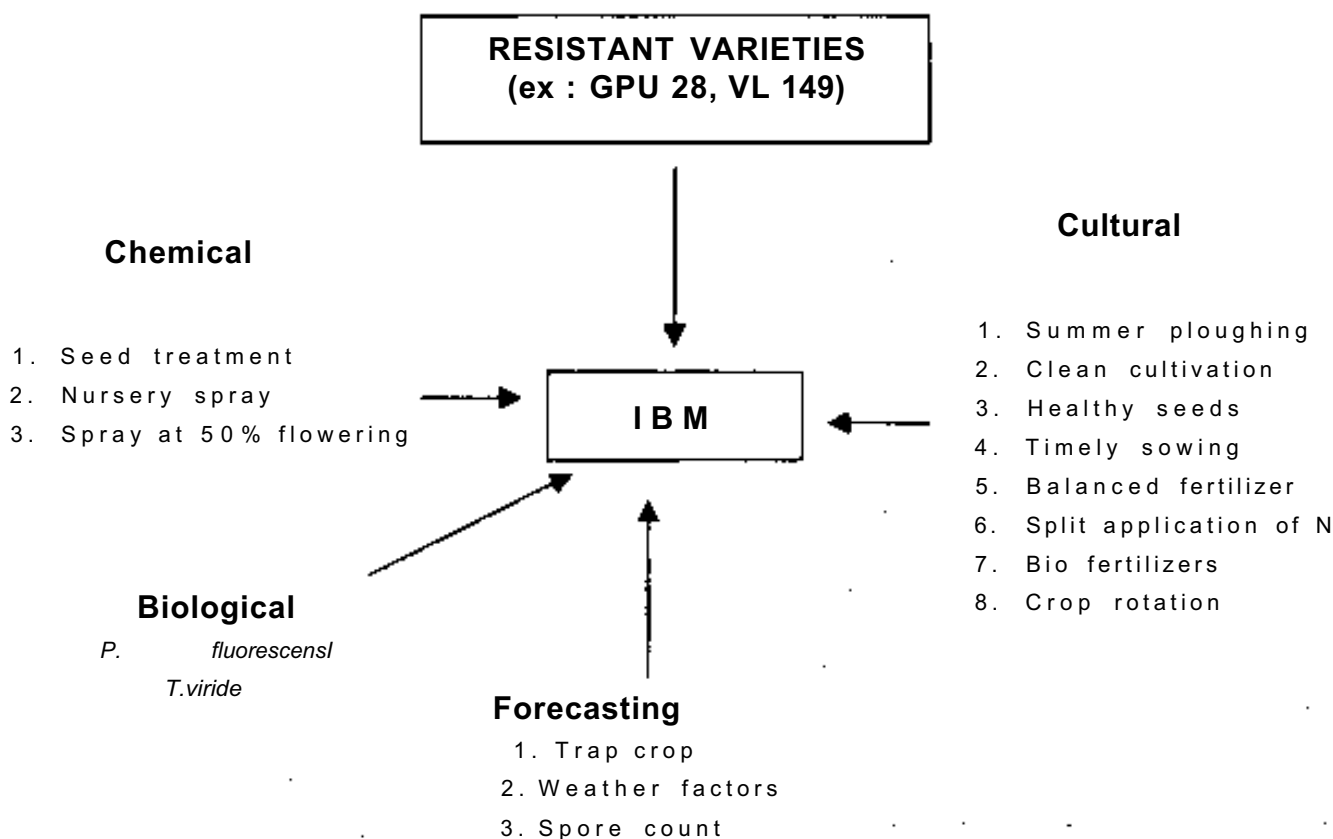 RESISTANT VARIETIES
(ex : GPU 28, VL 149)
Chemical
1. Seed treatment
2. Nursery spray
3. Spray at 50% flowering
IBM
Cultural
1. Summer ploughing
2. Clean cultivation
3. Healthy seeds
4. Timely sowing
5. Balanced fertilizer
6. Split application of N
7. Bio fertilizers
8. Crop rotation
Biological
P. fluorescensl
T.viride
Forecasting
1. Trap crop
2. Weather factors
3. Spore count